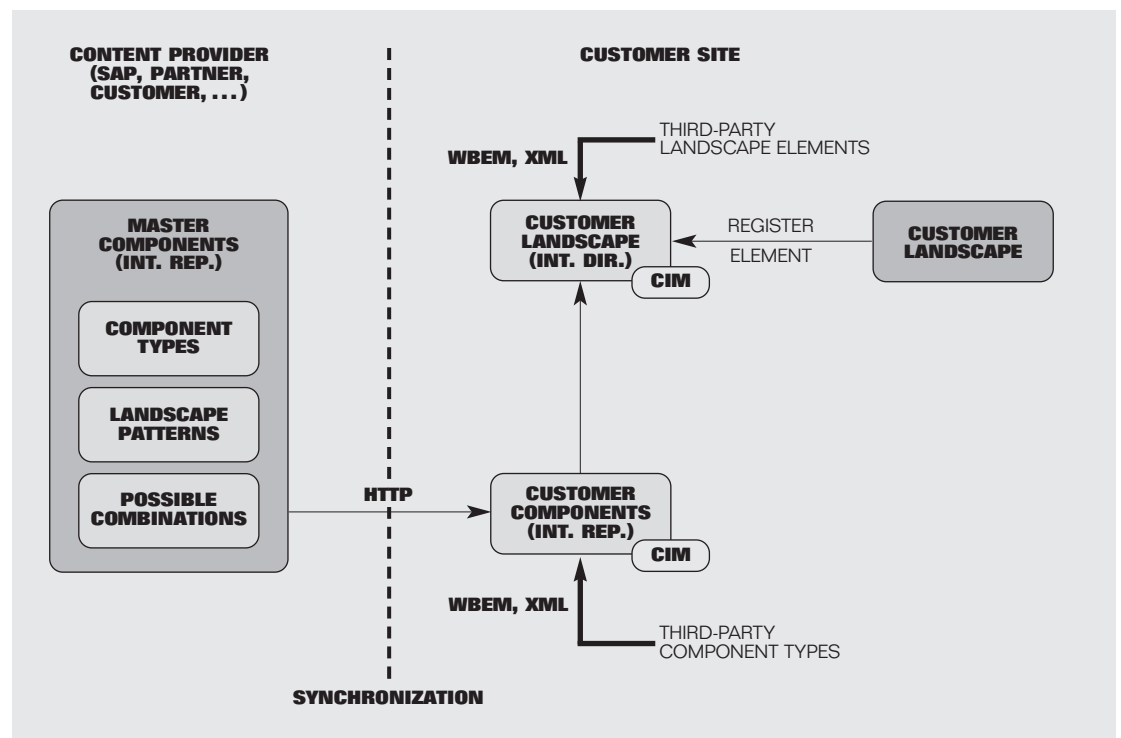 CONTENT PROVIDER
(SAP, PARTNER,
CUSTOMER, ...)
CUSTOMER SITE
THIRD-PARTY
LANDSCAPE ELEMENTS
WBEM, XML
MASTER
COMPONENTS
(INT. REP.)
COMPONENT
TYPES
LANDSCAPE
PATTERNS
POSSIBLE
COMBINATIONS
CUSTOMER
LANDSCAPE
(INT. DIR.)
CIM
REGISTER
ELEMENT
CUSTOMER
LANDSCAPE
HTTP
CUSTOMER
COMPONENTS
(INT. REP.)
CIM
WBEM, XML
THIRD-PARTY
COMPONENT TYPES
SYNCHRONIZATION